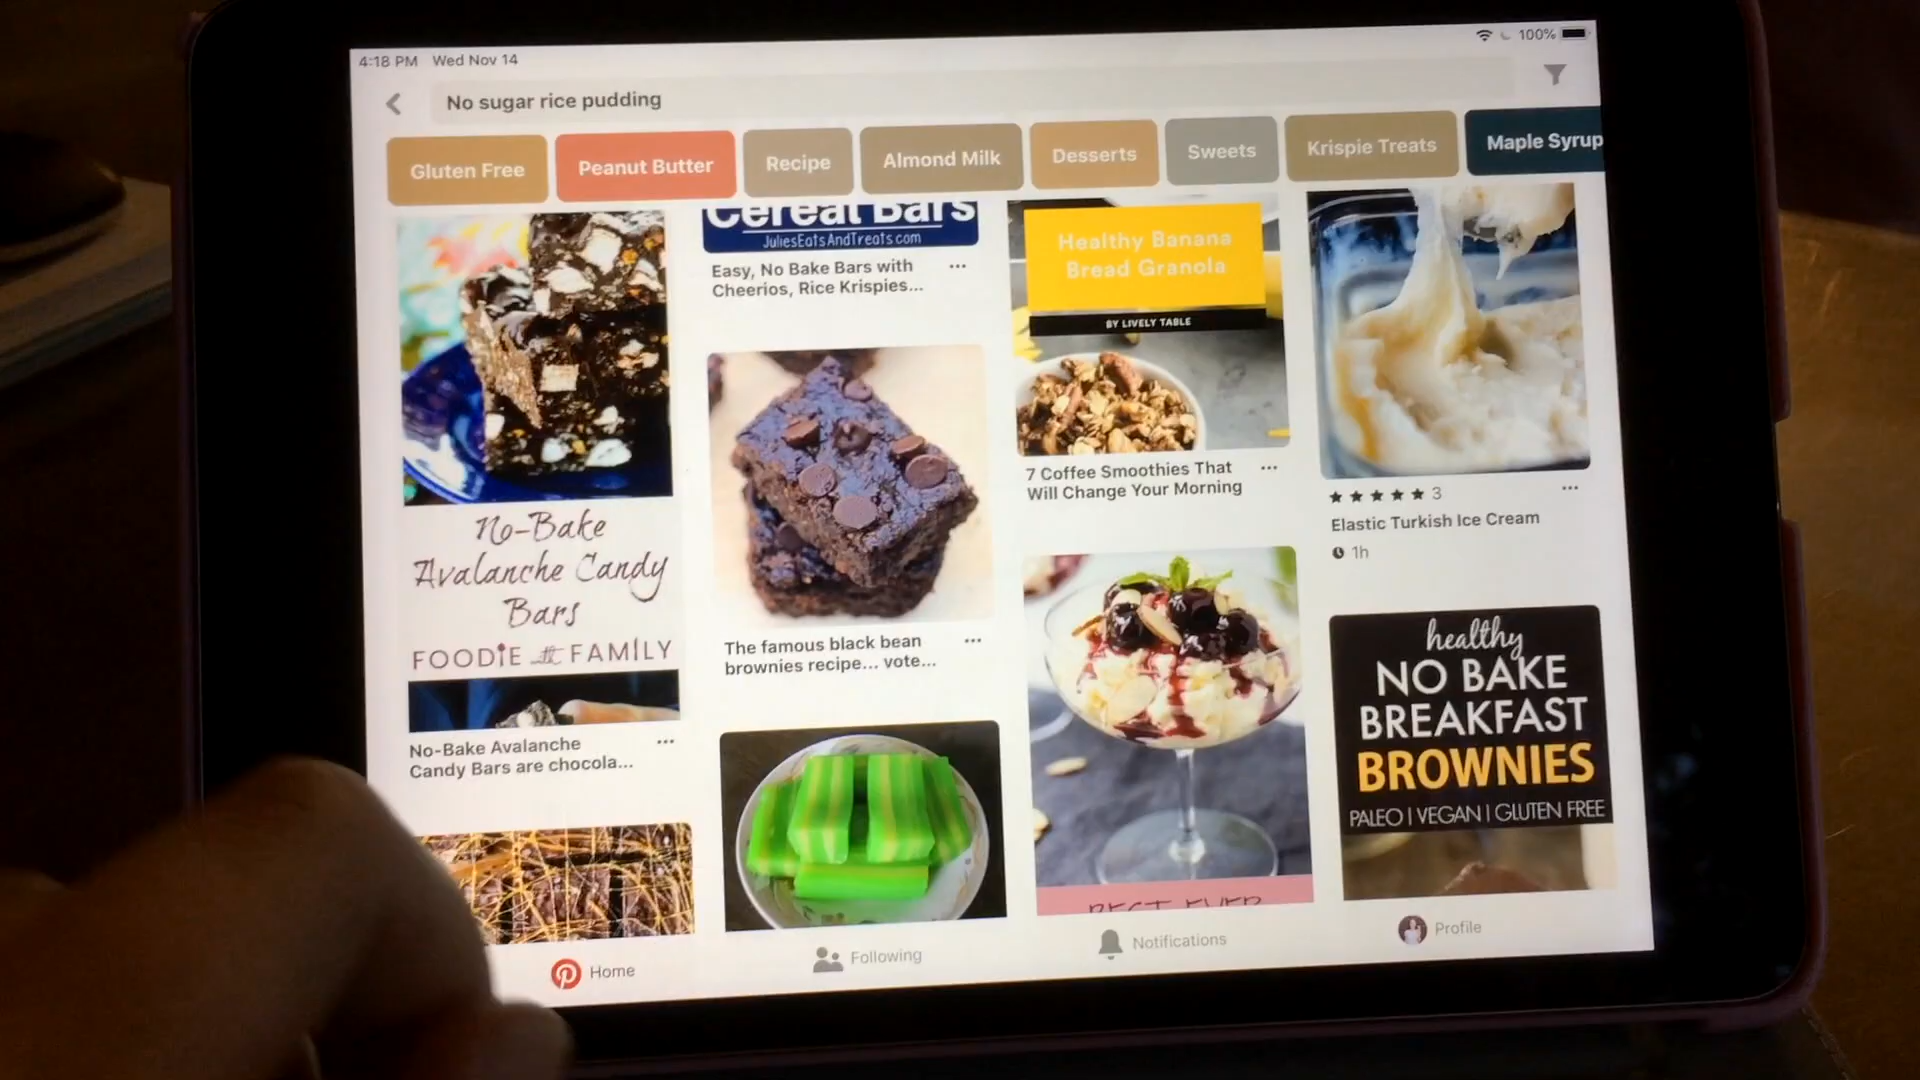 4:18 PM Wed Nov 14
100%
No sugar rice pudding
Gluten Free
Peanut Butter
Recipe
Almond Milk
Desserts
Sweets
Krispie Treats
Maple Syrup
No-Bake
Avalanche Candy
Bars
FOODIE with FAMILY
No-Bake Avalanche
Candy Bars are chocola...
Cereal Bars
JuliesEatsAndTreats.com
Easy, No Bake Bars with
Cheerios, Rice Krispies...
The famous black bean
brownies recipe... vote...
Healthy Banana
Bread Granola
BY LIVELY TABLE
7 Coffee Smoothies That
Will Change Your Morning
BEST EVER
3
Elastic Turkish Ice Cream
1h
healthy
NO BAKE
BREAKFAST
BROWNIES
PALEO | VEGAN | GLUTEN FREE
Home
Following
Notifications
Profile